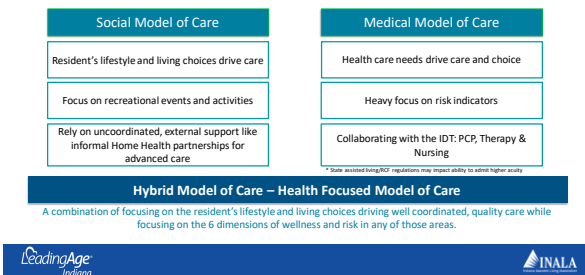 Social Model of Care
Resident's lifestyle and living choices drive care
Focus on recreational events and activities
Rely on uncoordinated, external support like
informal Home Health partnerships for
advanced care
Medical Model of Care
Health care needs drive care and choice
Heavy focus on risk indicators
Collaborating with the IDT: PCP, Therapy &
Nursing
* State assisted living/RCF regulations may impact ability to admit higher acuity
Hybrid Model of Care – Health Focused Model of Care
A combination of focusing on the resident's lifestyle and living choices driving well coordinated, quality care while
focusing on the 6 dimensions of wellness and risk in any of those areas.
LeadingAge®
Indiana
INALA
Indiana Assisted Living Association